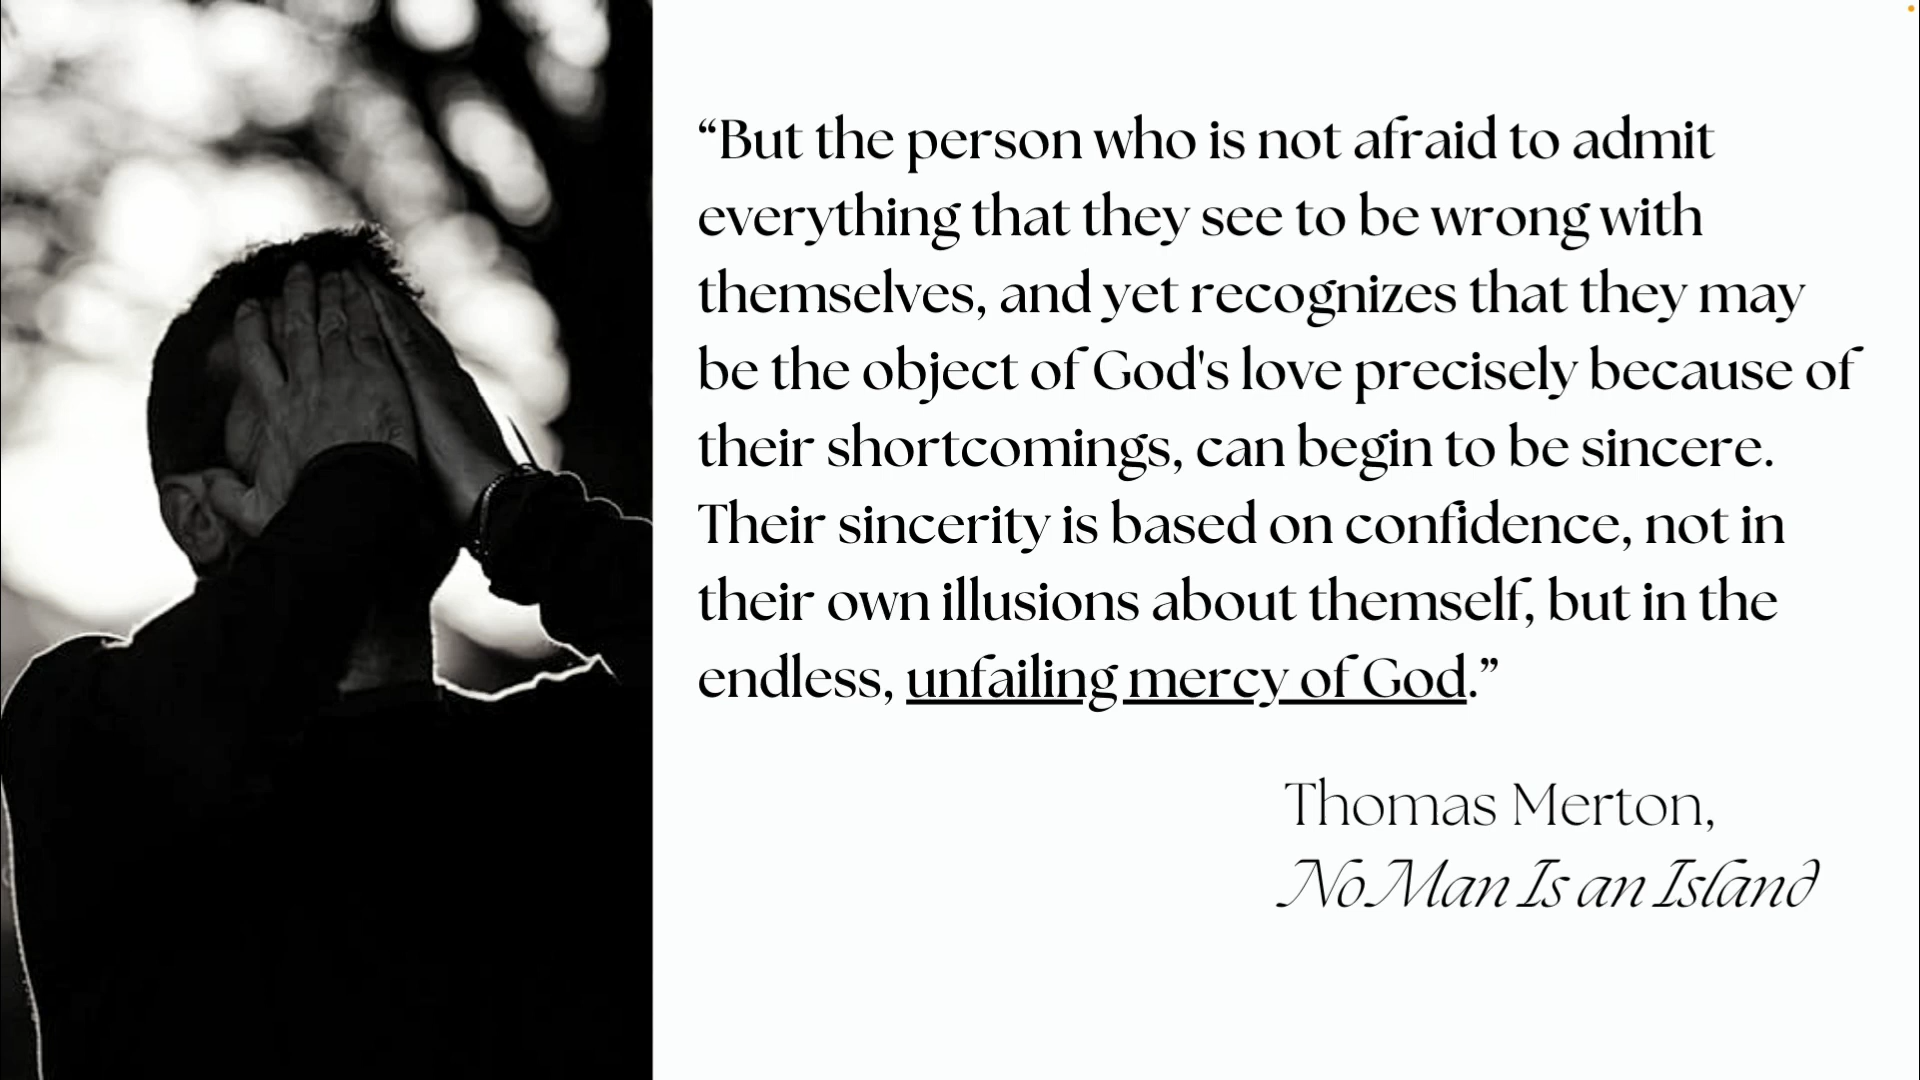 “But the person who is not afraid to admit
everything that they see to be wrong with
themselves, and yet recognizes that they may
be the object of God's love precisely because of
their shortcomings, can begin to be sincere.
Their sincerity is based on confidence, not in
their own illusions about themself, but in the
endless, unfailing mercy of God.”
Thomas Merton,
No Man Is an Island